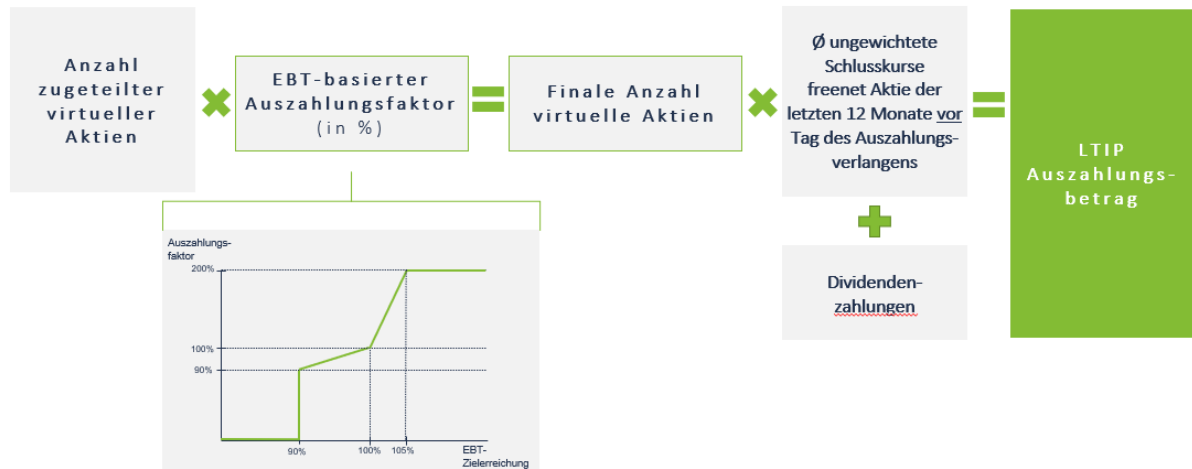 Anzahl
zugeteilter
virtueller
Aktien
EBT-basierter
Auszahlungsfaktor
(in %)
Finale Anzahl
virtuelle Aktien
Ø ungewichtete
Schlusskurse
freenet Aktie der
letzten 12 Monate vor
Tag des Auszahlungs-
verlangens
Dividenden-
zahlungen
LTIP
Auszahlungs-
betrag
Auszahlungs-
faktor
200%
100%
90%
90%
100%
105%
EBT-
Zielerreichung